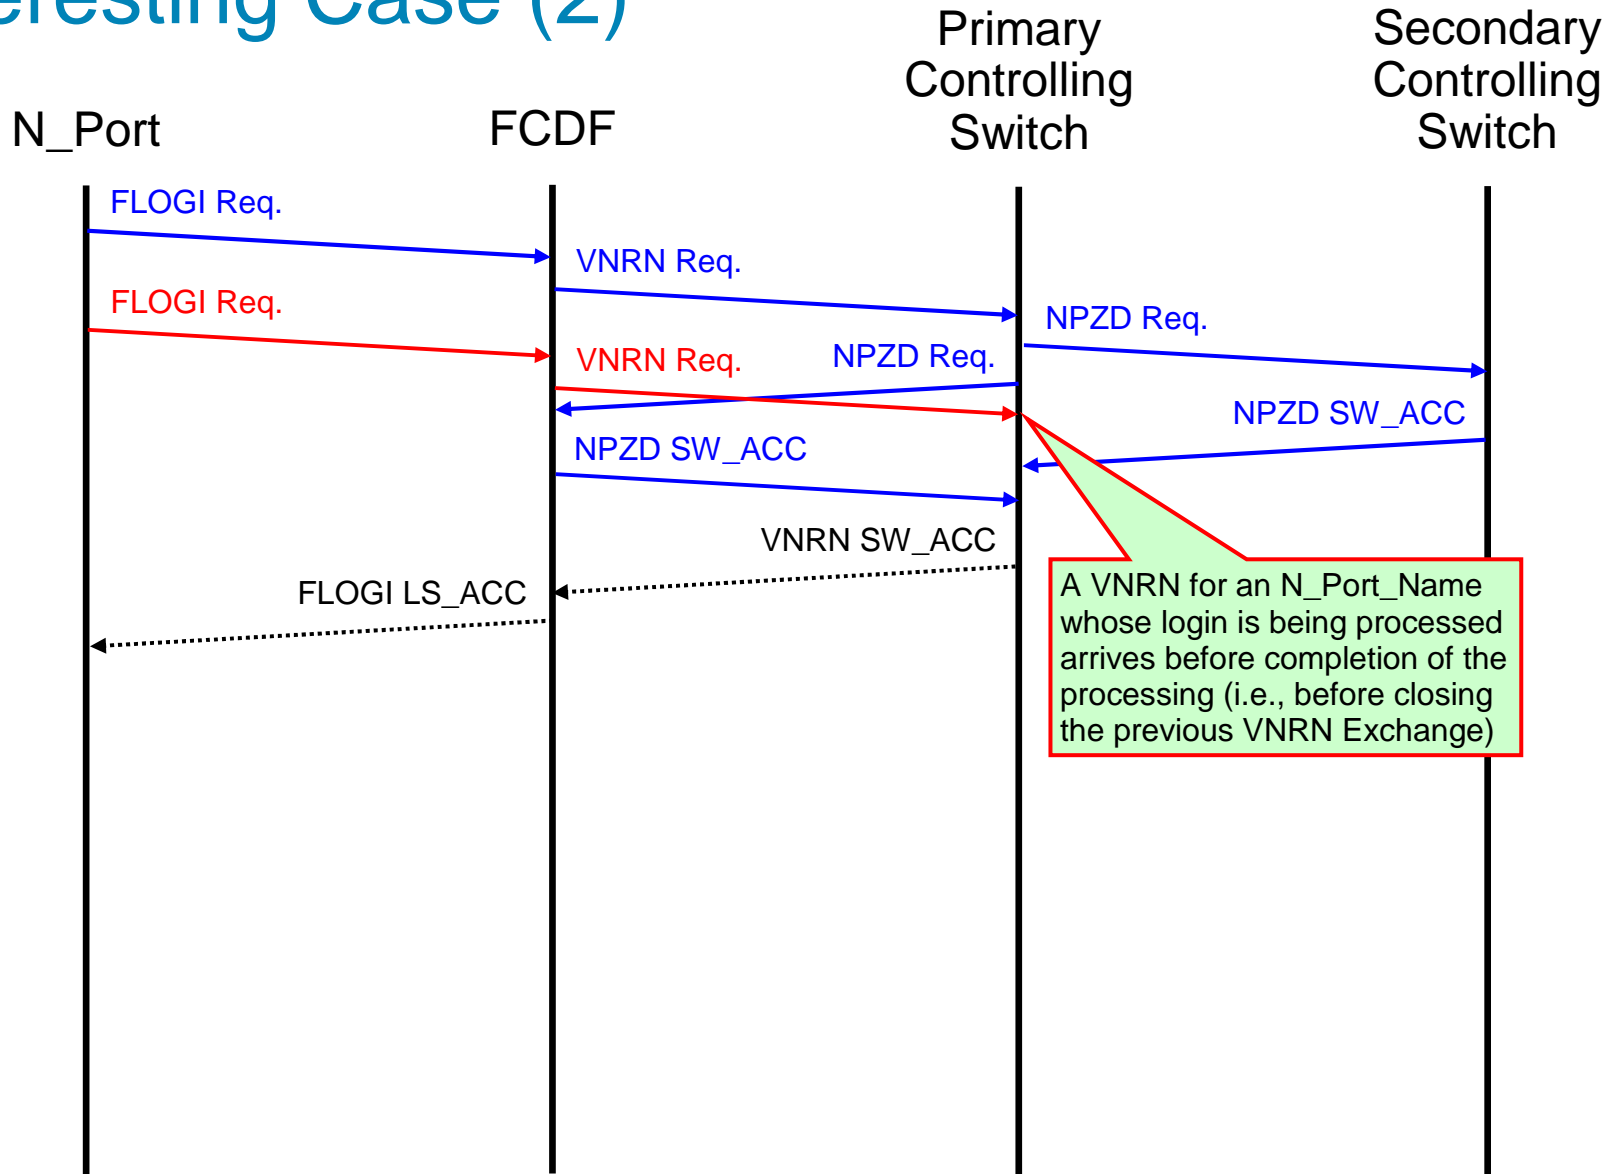 Case (2)
Primary
Controlling
Switch
Secondary
Controlling
Switch
N_Port
FCDF
FLOGI Req.
VNRN Req.
FLOGI Req.
NPZD Req.
VNRN Req.
NPZD Req.
NPZD SW_ACC
NPZD SW_ACC
VNRN SW_ACC
FLOGI LS_ACC
A VNRN for an N_Port_Name
whose login is being processed
arrives before completion of the
processing (i.e., before closing
the previous VNRN Exchange)